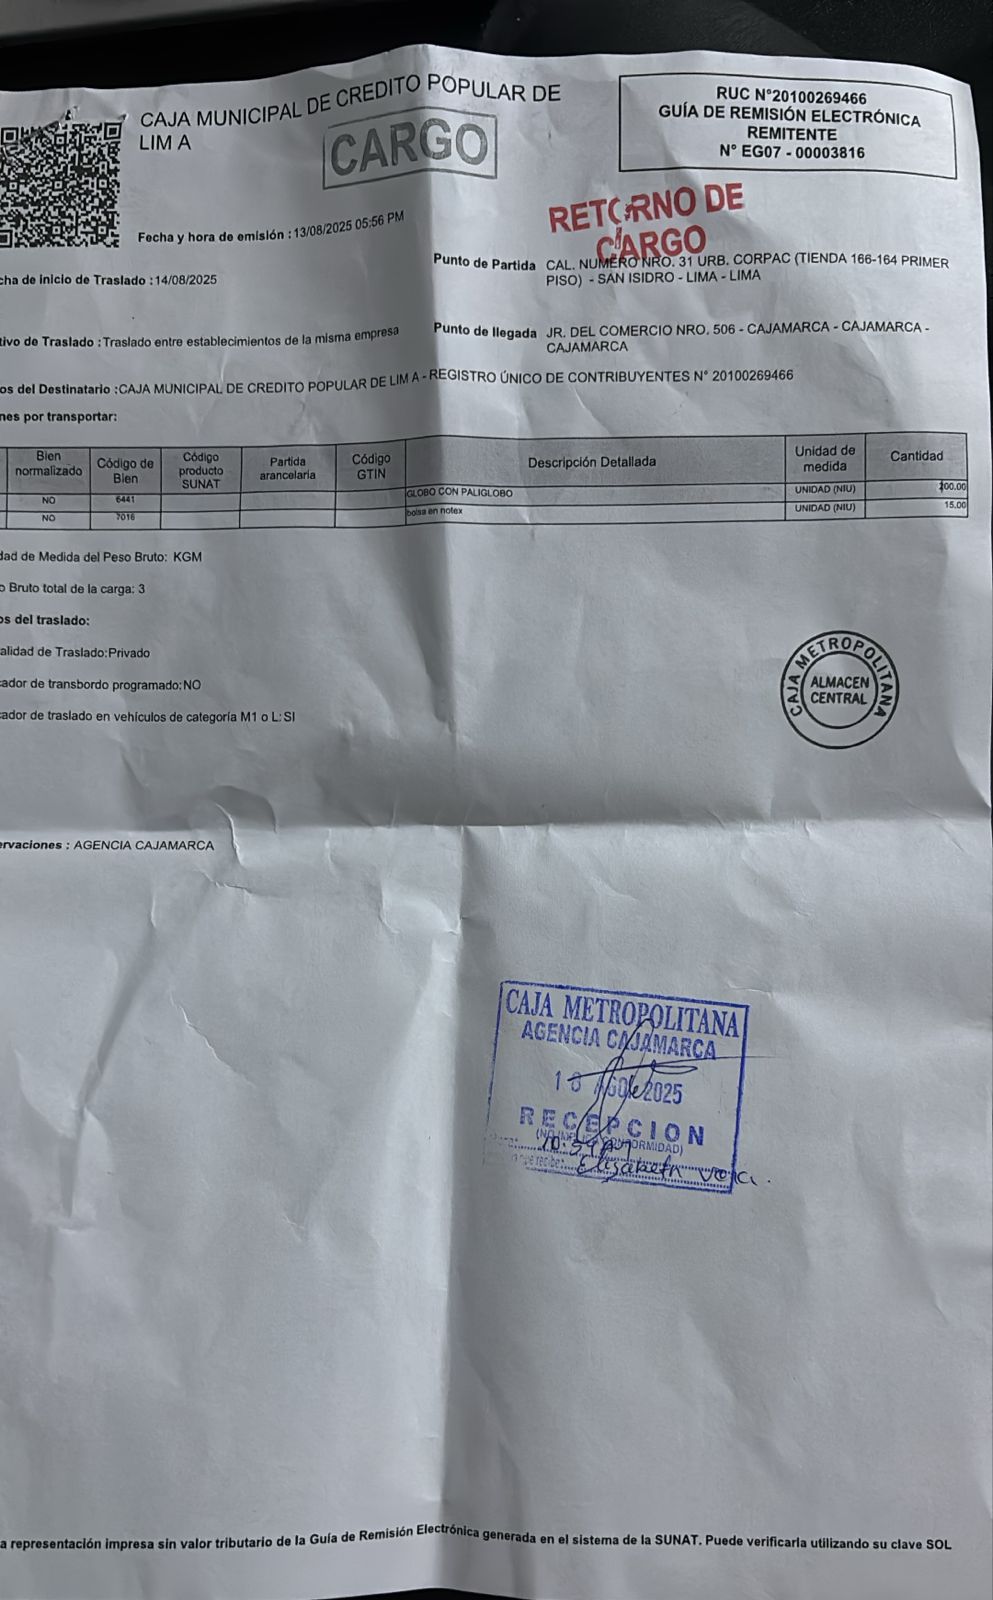 CAJA MUNICIPAL DE CREDITO POPULAR DE
LIM A
CARGO
RUC N°20100269466
GUÍA DE REMISIÓN ELECTRÓNICA
REMITENTE
N° EG07 - 00003816
RETORNO DE
CARGO
Fecha y hora de emisión : 13/08/2025 05:56 PM
cha de inicio de Traslado : 14/08/2025
Punto de Partida CAL. NUMERO NRO. 31 URB. CORPAC (TIENDA 166-164 PRIMER
PISO) - SAN ISIDRO - LIMA - LIMA
tivo de Traslado : Traslado entre establecimientos de la misma empresa
Punto de llegada JR. DEL COMERCIO NRO. 506 - CAJAMARCA - CAJAMARCA -
CAJAMARCA
os del Destinatario : CAJA MUNICIPAL DE CREDITO POPULAR DE LIM A - REGISTRO ÚNICO DE CONTRIBUYENTES N° 20100269466
nes por transportar:
Bien normalizado Código de Bien Código producto SUNAT Partida arancelaria Código GTIN Descripción Detallada Unidad de medida Cantidad
NO 6441 GLOBO CON PALIGLOBO UNIDAD (NIU) 200.00
NO 7016 bolsa en notex UNIDAD (NIU) 15.00
dad de Medida del Peso Bruto: KGM
o Bruto total de la carga: 3
os del traslado:
alidad de Traslado: Privado
cador de transbordo programado: NO
cador de traslado en vehículos de categoría M1 o L: SI
CAJA METROPOLITANA
ALMACEN
CENTRAL
ervaciones : AGENCIA CAJAMARCA
CAJA METROPOLITANA
AGENCIA CAJAMARCA
AGO 2025
RECEPCION
Elisabeth
a representación impresa sin valor tributario de la Guía de Remisión Electrónica generada en el sistema de la SUNAT. Puede verificarla utilizando su clave SOL